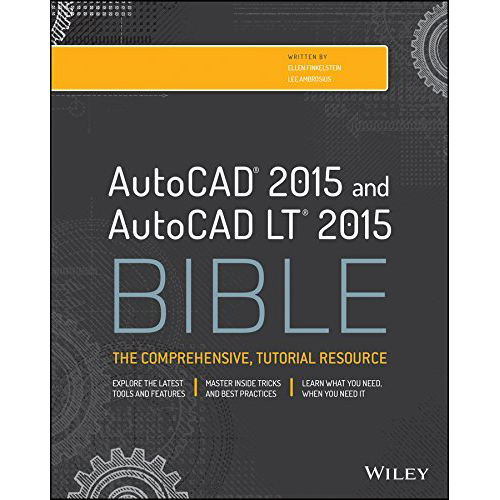 WRITTEN BY
ELLEN FINKELSTEIN
LEE AMBROSIUS
AutoCAD® 2015 and
AutoCAD LT® 2015
BIBLE
THE COMPREHENSIVE, TUTORIAL RESOURCE
EXPLORE THE LATEST
TOOLS AND FEATURES
MASTER INSIDE TRICKS
AND BEST PRACTICES
LEARN WHAT YOU NEED,
WHEN YOU NEED IT
WILEY